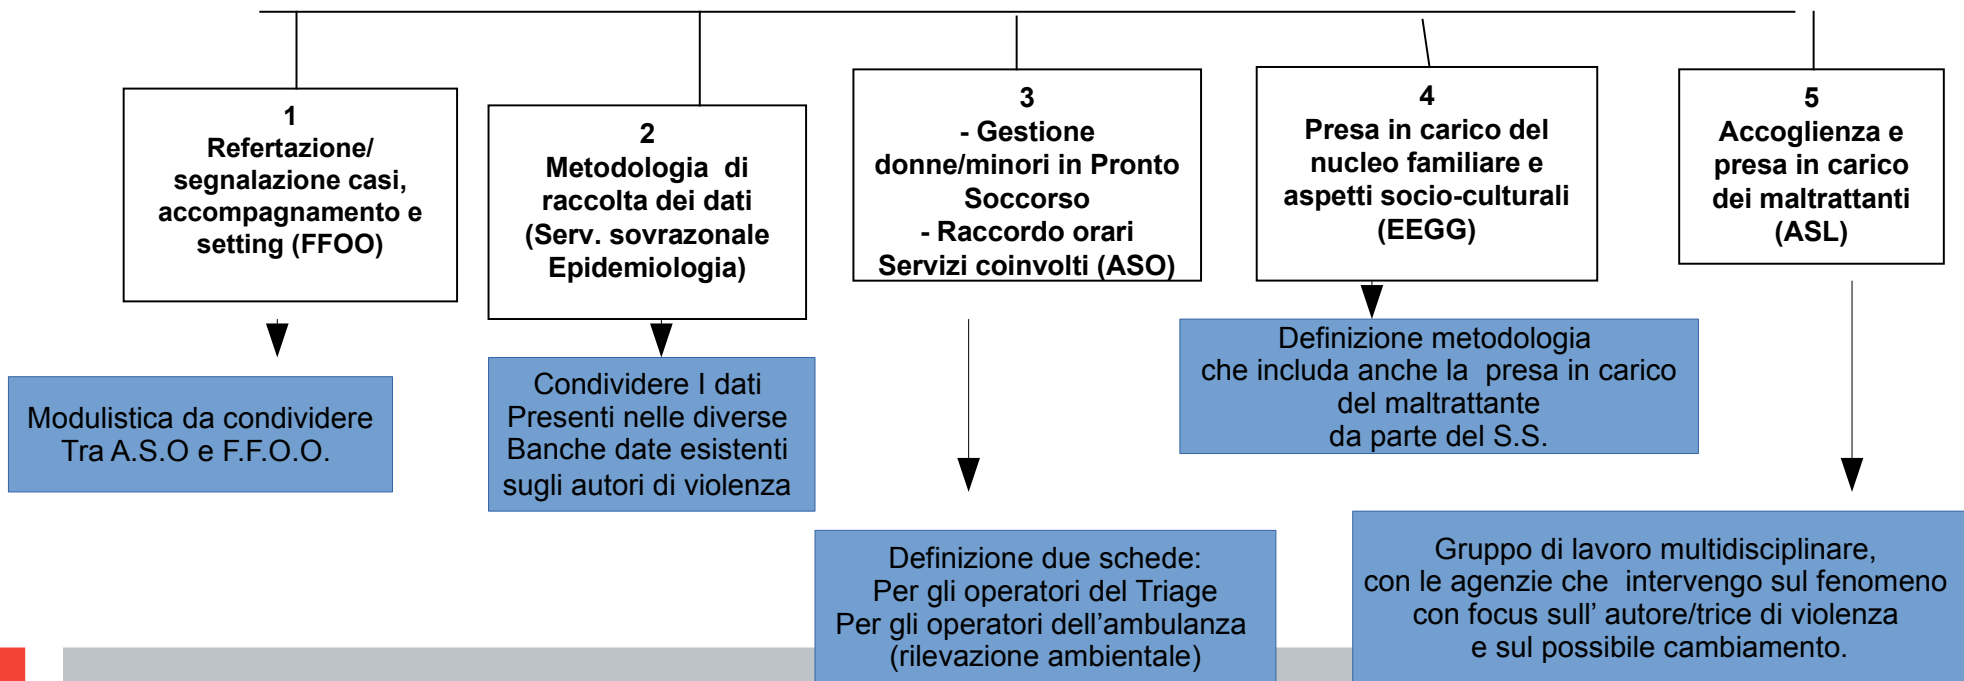 1
Refertazione/
segnalazione casi,
accompagnamento e
setting (FFOO)
2
Metodologia di
raccolta dei dati
(Serv. sovrazonale
Epidemiologia)
3
- Gestione
donne/minori in Pronto
Soccorso
- Raccordo orari
Servizi coinvolti (ASO)
4
Presa in carico del
nucleo familiare e
aspetti socio-culturali
(EEGG)
5
Accoglienza e
presa in carico
dei maltrattanti
(ASL)
Modulistica da condividere
Tra A.S.O e F.F.O.O.
Condividere I dati
Presenti nelle diverse
Banche date esistenti
sugli autori di violenza
Definizione due schede:
Per gli operatori del Triage
Per gli operatori dell'ambulanza
(rilevazione ambientale)
Definizione metodologia
che includa anche la presa in carico
del maltrattante
da parte del S.S.
Gruppo di lavoro multidisciplinare,
con le agenzie che intervengo sul fenomeno
con focus sull' autore/trice di violenza
e sul possibile cambiamento.